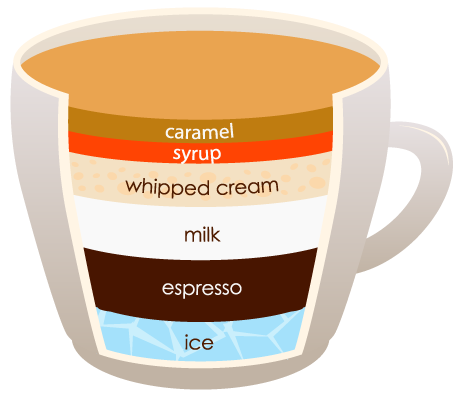 caramel
syrup
whipped cream
milk
espresso
ice